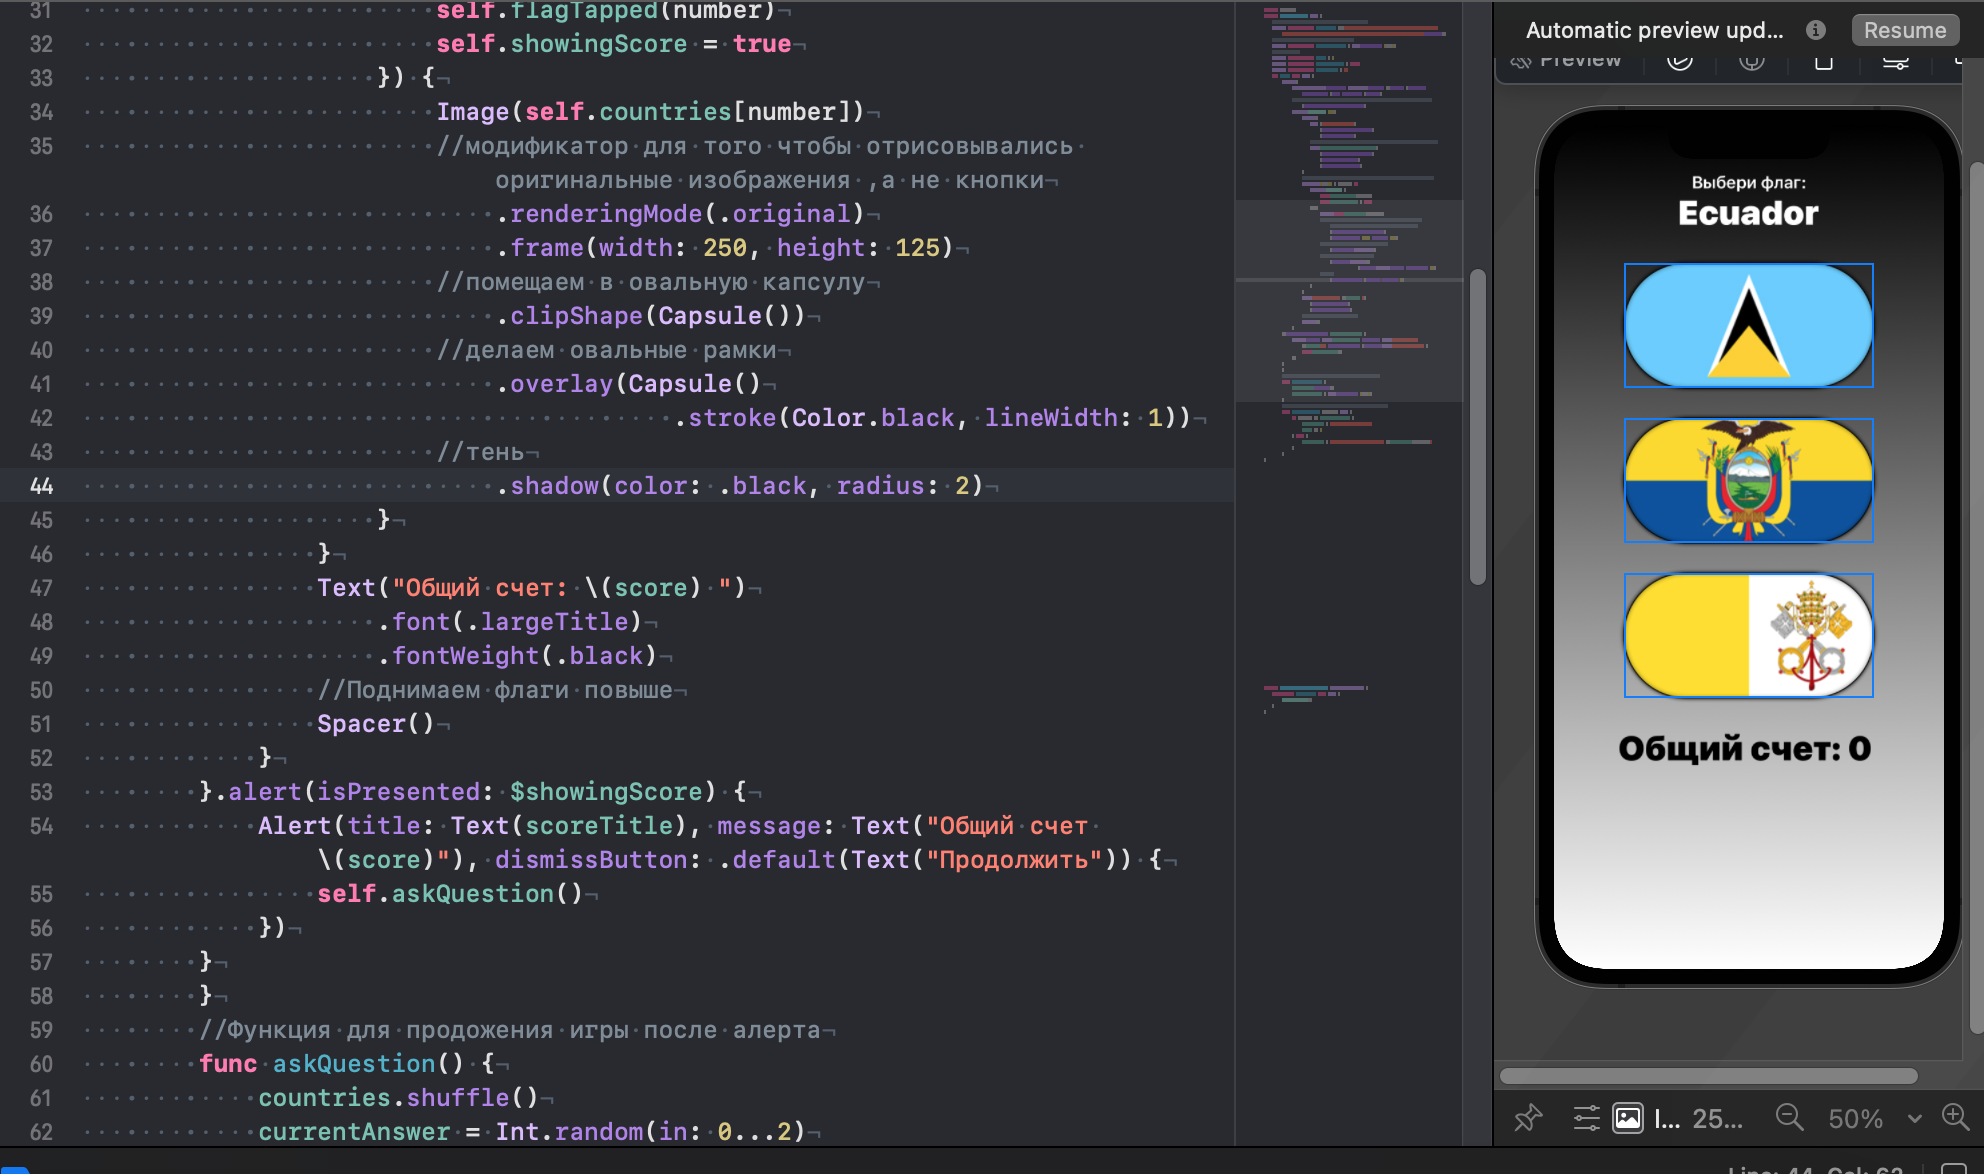 31 self.flagTapped(number)
32 self.showingScore = true
33 }) {
34 Image(self.countries[number])
35 //модификатор для того чтобы отрисовывались
оригинальные изображения ,а не кнопки
36 .renderingMode(.original)
37 .frame(width: 250, height: 125)
38 //помещаем в овальную капсулу
39 .clipShape(Capsule())
40 //делаем овальные рамки
41 .overlay(Capsule()
42 .stroke(Color.black, lineWidth: 1))
43 //тень
44 .shadow(color: .black, radius: 2)
45 }
46 }
47 Text("Общий счет: \(score) ")
48 .font(.largeTitle)
49 .fontWeight(.black)
50 //Поднимаем флаги повыше
51 Spacer()
52 }
53 }.alert(isPresented: $showingScore) {
54 Alert(title: Text(scoreTitle), message: Text("Общий счет
\(score)"), dismissButton: .default(Text("Продолжить")) {
55 self.askQuestion()
56 })
57 }
58 }
59 //Функция для продожения игры после алерта
60 func askQuestion() {
61 countries.shuffle()
62 currentAnswer = Int.random(in: 0...2)
Automatic preview upd... Resume
Preview
Выбери флаг:
Ecuador
Общий счет: 0
I... 25... 50%
Line: 44 Col: 62